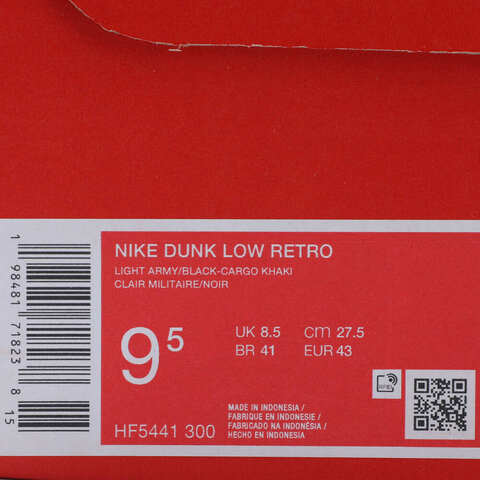 NIKE DUNK LOW RETRO
LIGHT ARMY/BLACK-CARGO KHAKI
CLAIR MILITAIRE/NOIR
9⁵
UK 8.5 cm 27.5
BR 41 EUR 43
MADE IN INDONESIA /
FABRIQUE EN INDONESIE /
FABRICADO NA INDONÉSIA /
HECHO EN INDONESIA
HF5441 300
1 98481 71823 8 15